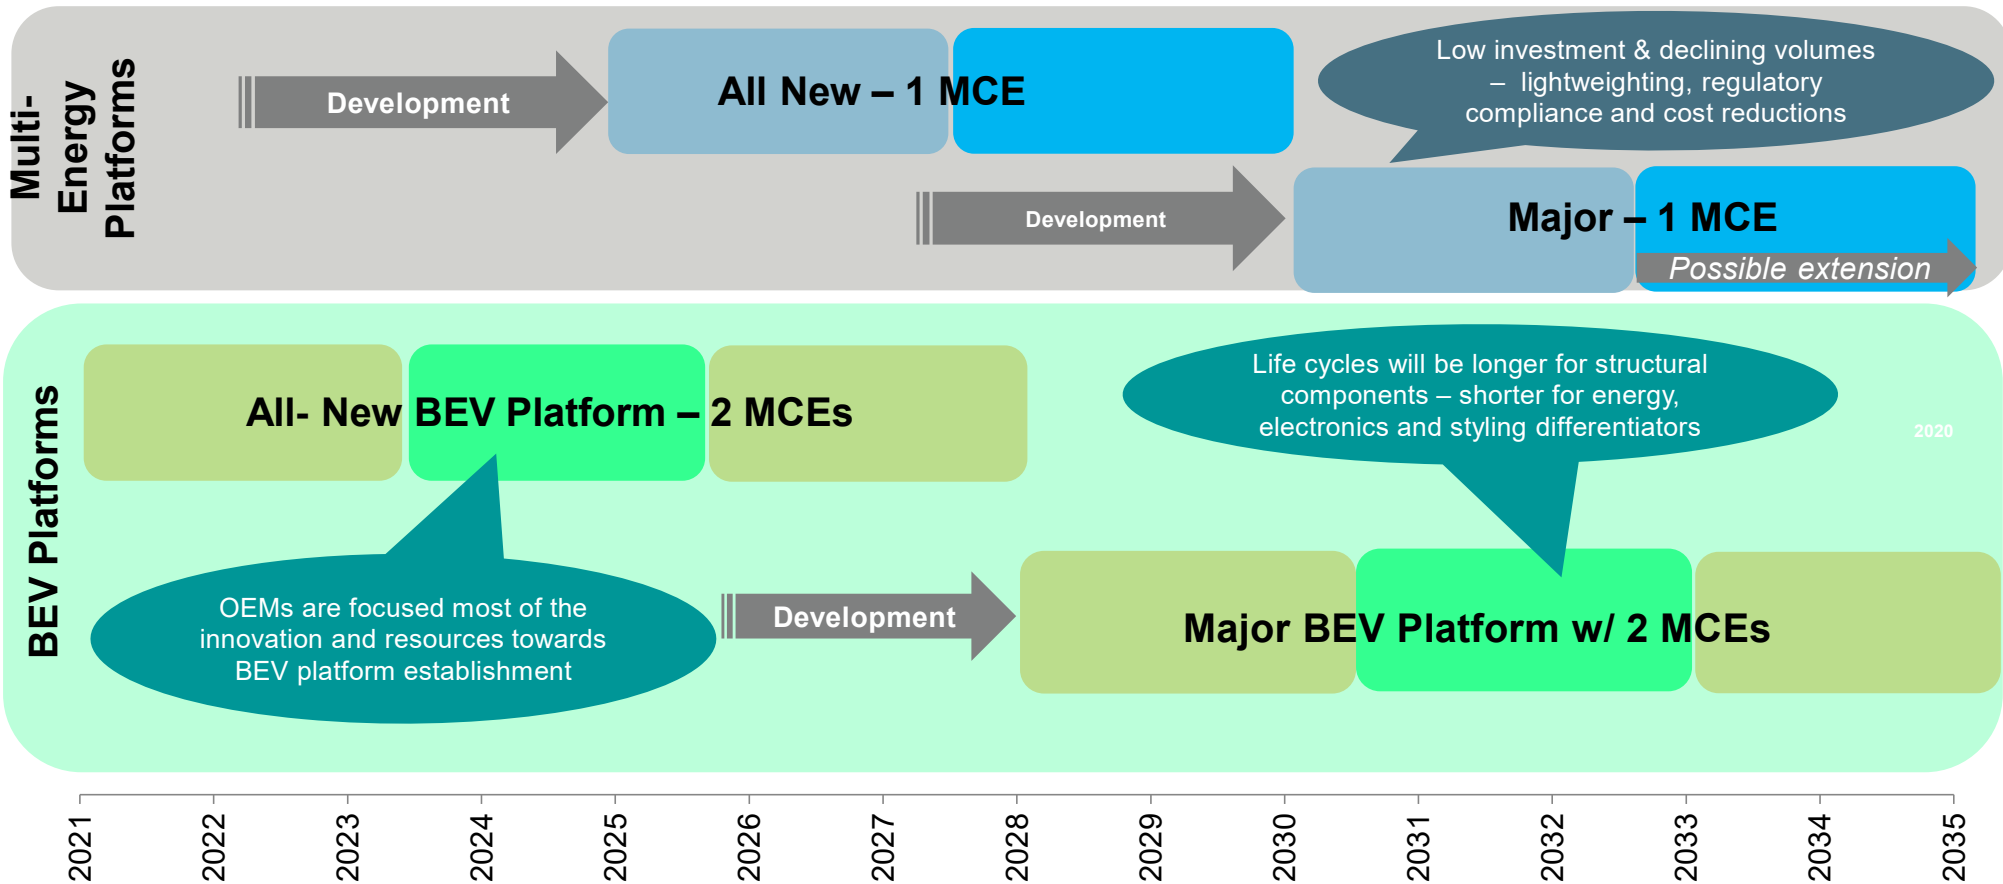 Multi-
Energy
Platforms
Development
All New – 1 MCE
Low investment & declining volumes
– lightweighting, regulatory
compliance and cost reductions
Development
Major – 1 MCE
Possible extension
BEV Platforms
All- New BEV Platform – 2 MCEs
Life cycles will be longer for structural
components – shorter for energy,
electronics and styling differentiators
2020
OEMs are focused most of the
innovation and resources towards
BEV platform establishment
Development
Major BEV Platform w/ 2 MCEs
2021
2022
2023
2024
2025
2026
2027
2028
2029
2030
2031
2032
2033
2034
2035